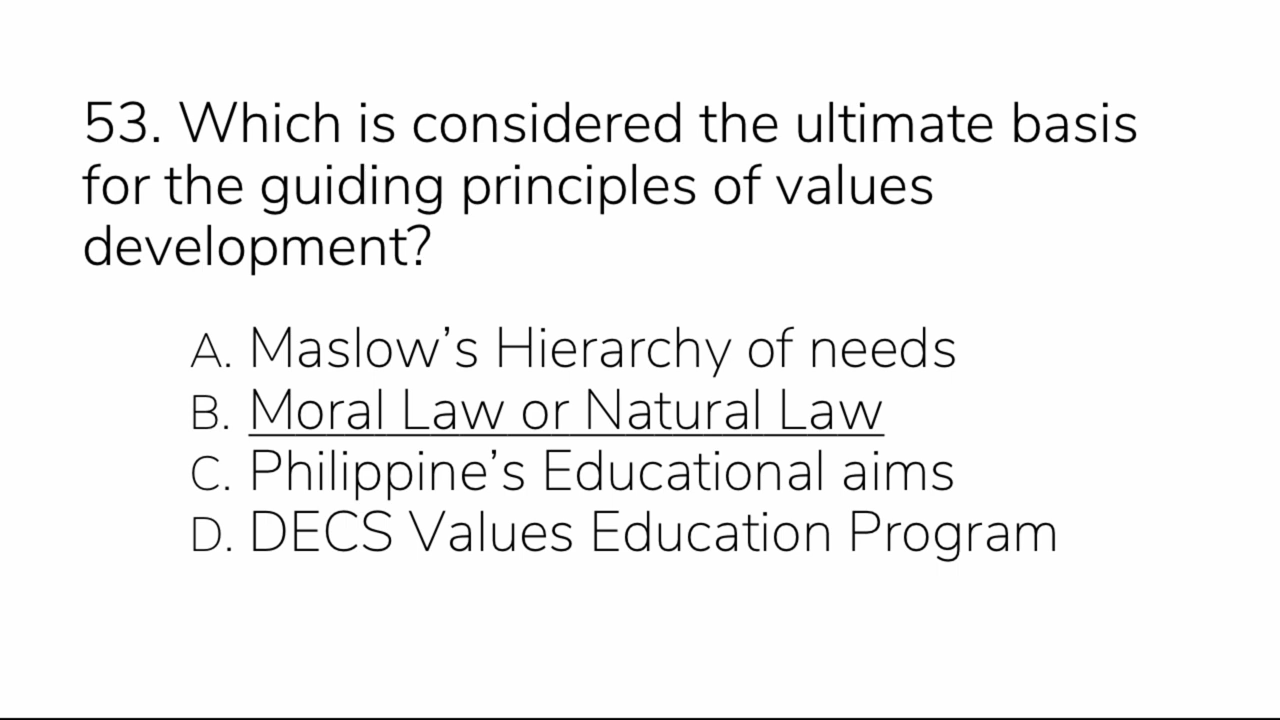 53. Which is considered the ultimate basis
for the guiding principles of values
development?
A. Maslow’s Hierarchy of needs
B. Moral Law or Natural Law
C. Philippine’s Educational aims
D. DECS Values Education Program